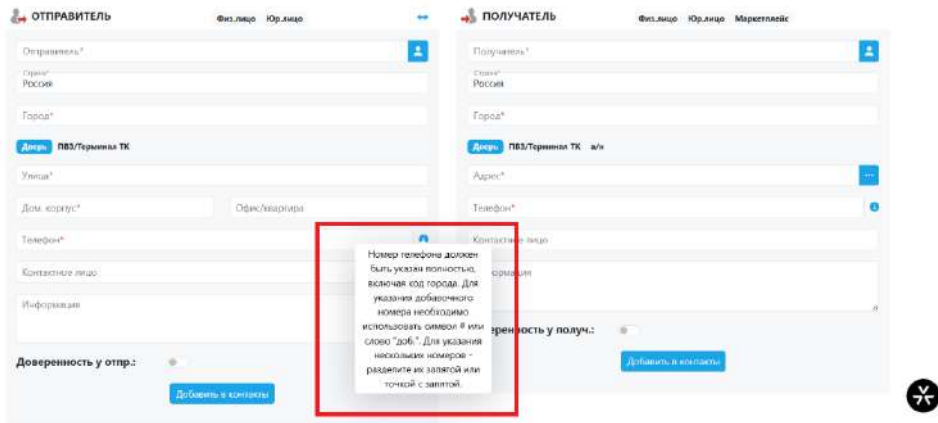 ОТПРАВИТЕЛЬ
Физ.лицо Юр.лицо
Отправитель*
Страна*
Россия
Город*
Дверь ПВЗ/Терминал ТК
Улица*
Дом, корпус* Офис/квартира
Телефон*
Контактное лицо
Информация
Доверенность у отпр.:
Добавить в контакты
Номер телефона должен
быть указан полностью,
включая код города. Для
указания добавочного
номера необходимо
использовать символ # или
слово "доб.". Для указания
нескольких номеров -
разделите их запятой или
точкой с запятой.
ПОЛУЧАТЕЛЬ
Физ.лицо Юр.лицо Маркетплейс
Получатель*
Страна*
Россия
Город*
Дверь ПВЗ/Терминал ТК а/я
Адрес*
Телефон*
Контактное лицо
ормация
еренность у получ.:
Добавить в контакты